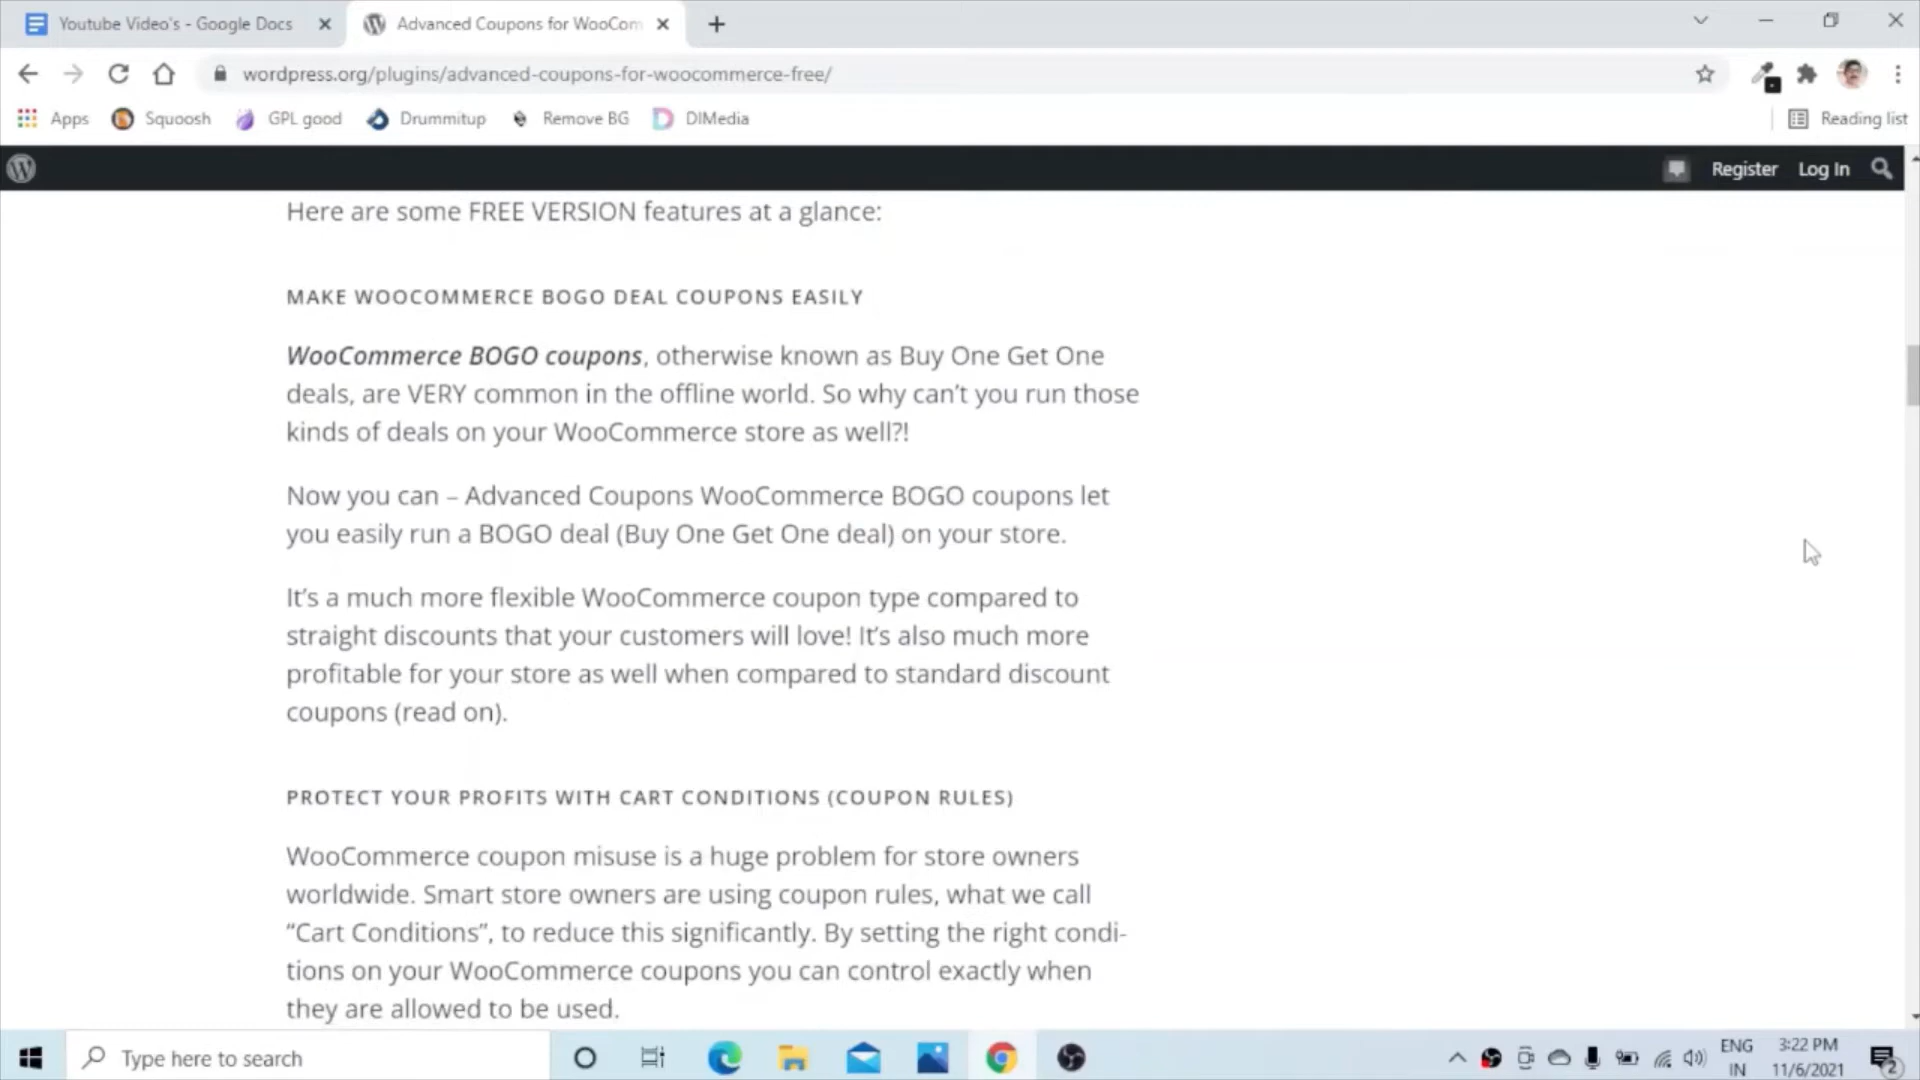 Youtube Video's - Google Docs
Advanced Coupons for WooCom
wordpress.org/plugins/advanced-coupons-for-woocommerce-free/
Apps
Squoosh
GPL good
Drummitup
Remove BG
DIMedia
Reading list
Register
Log In
Here are some FREE VERSION features at a glance:
MAKE WOOCOMMERCE BOGO DEAL COUPONS EASILY
WooCommerce BOGO coupons, otherwise known as Buy One Get One
deals, are VERY common in the offline world. So why can't you run those
kinds of deals on your WooCommerce store as well?!
Now you can – Advanced Coupons WooCommerce BOGO coupons let
you easily run a BOGO deal (Buy One Get One deal) on your store.
It's a much more flexible WooCommerce coupon type compared to
straight discounts that your customers will love! It's also much more
profitable for your store as well when compared to standard discount
coupons (read on).
PROTECT YOUR PROFITS WITH CART CONDITIONS (COUPON RULES)
WooCommerce coupon misuse is a huge problem for store owners
worldwide. Smart store owners are using coupon rules, what we call
“Cart Conditions”, to reduce this significantly. By setting the right condi-
tions on your WooCommerce coupons you can control exactly when
they are allowed to be used.
Type here to search
ENG
IN
3:22 PM
11/6/2021
2